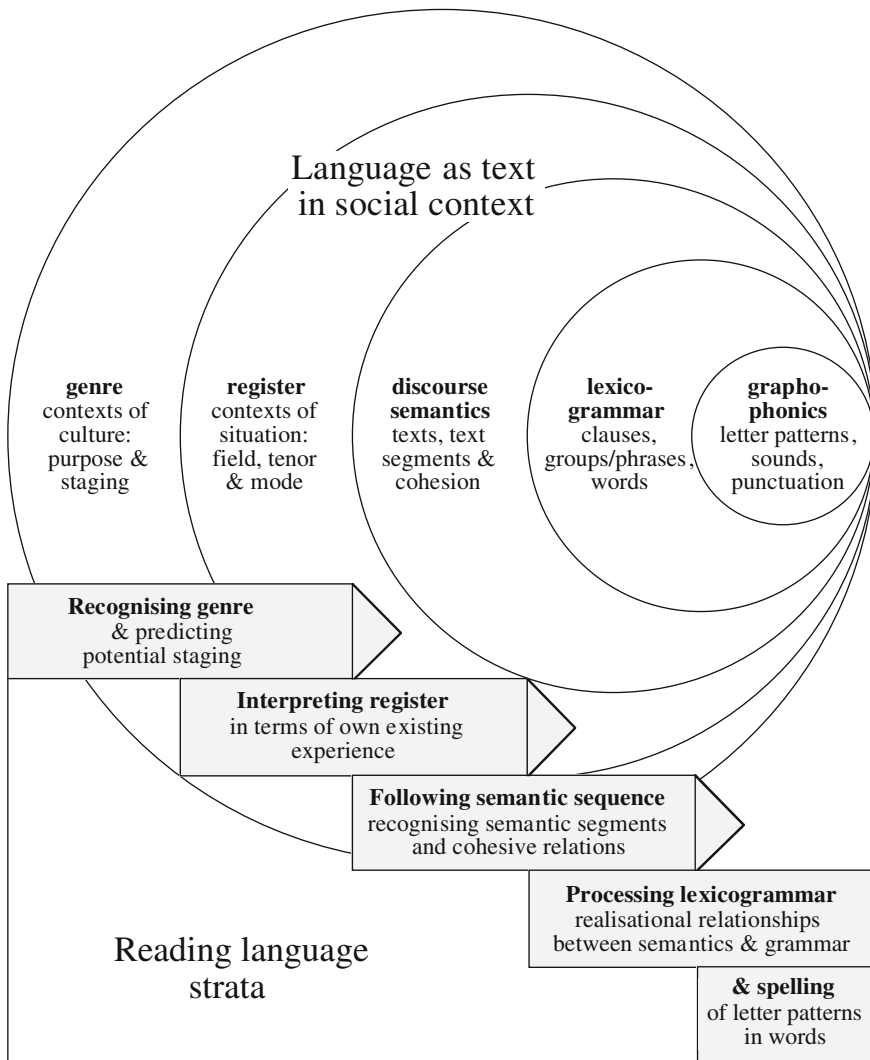 Language as text
in social context
genre
contexts of
culture:
purpose &
staging
register
contexts of
situation:
field, tenor
& mode
discourse
semantics
texts, text
segments &
cohesion
lexico-
grammar
clauses,
groups/phrases,
words
grapho-
phonics
letter patterns,
sounds,
punctuation
Recognising genre
& predicting
potential staging
Interpreting register
in terms of own existing
experience
Following semantic sequence
recognising semantic segments
and cohesive relations
Processing lexicogrammar
realisational relationships
between semantics & grammar
& spelling
of letter patterns
in words
Reading language
strata